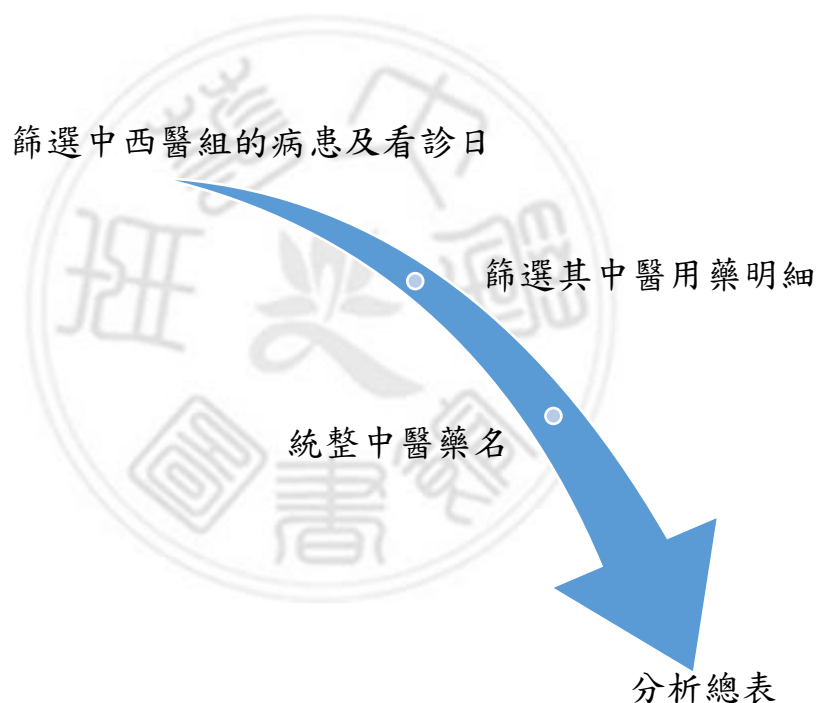 篩選中西醫組的病患及看診日
篩選其中醫用藥明細
統整中醫藥名
分析總表